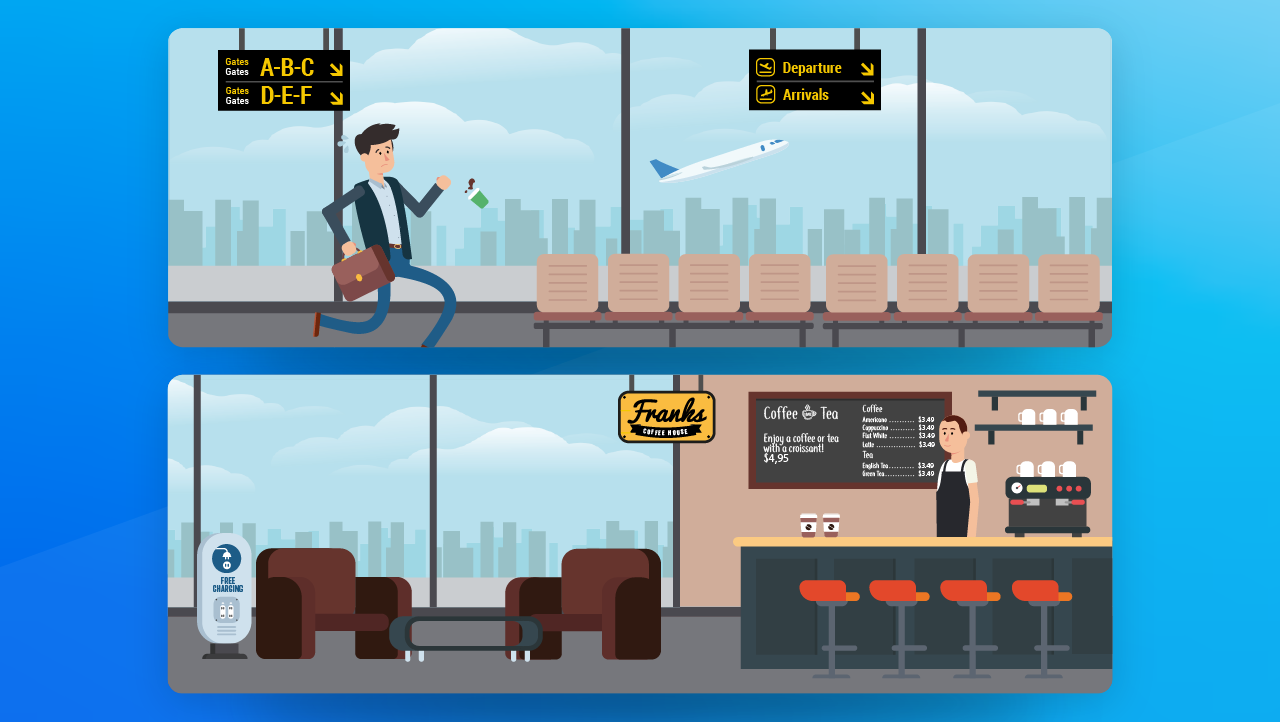 Gates
Gates
A-B-C
Gates
Gates
D-E-F
Departure
Arrivals
Franks
COFFEE HOUSE
Coffee Tea
Enjoy a coffee or tea
with a croissant!
$4,95
Coffee
Americano .......... $3.49
Cappuccino .......... $3.49
Flat White .......... $3.49
Latte .......... $3.49
Tea
English Tea .......... $3.49
Green Tea .......... $3.49
FREE
CHARGING